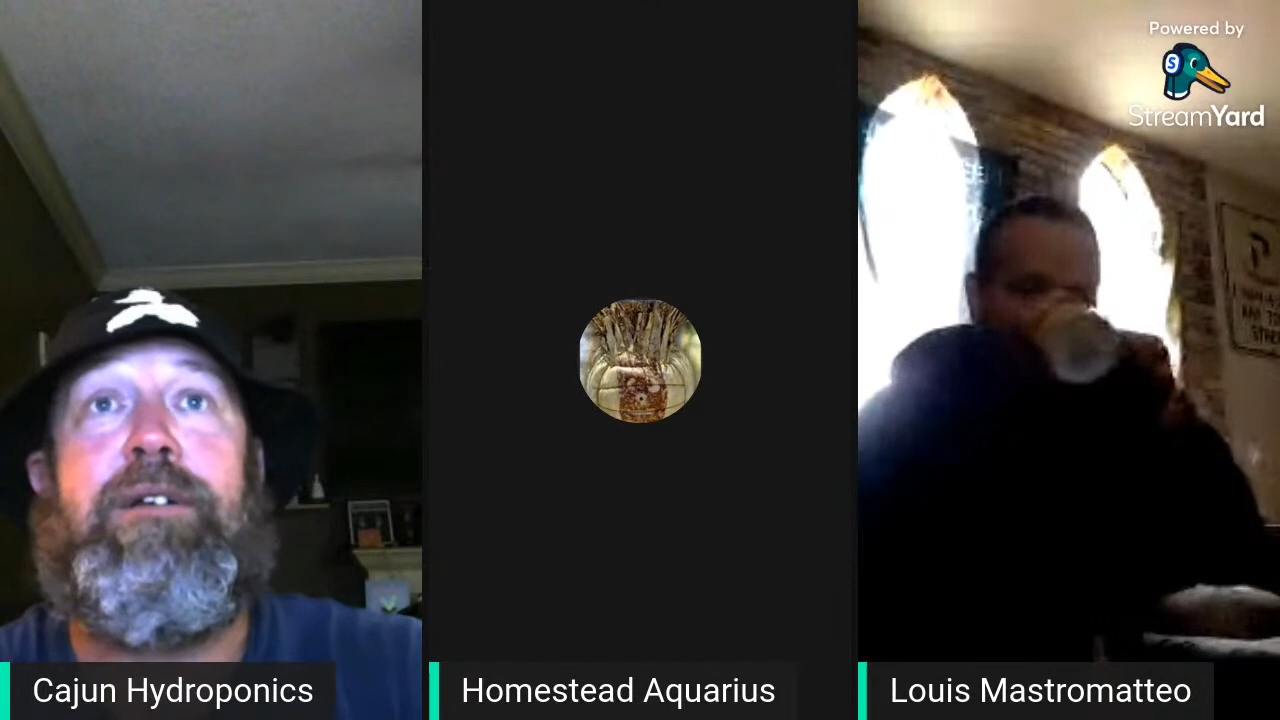 Powered by
StreamYard
Cajun Hydroponics
Homestead Aquarius
Louis Mastromatteo